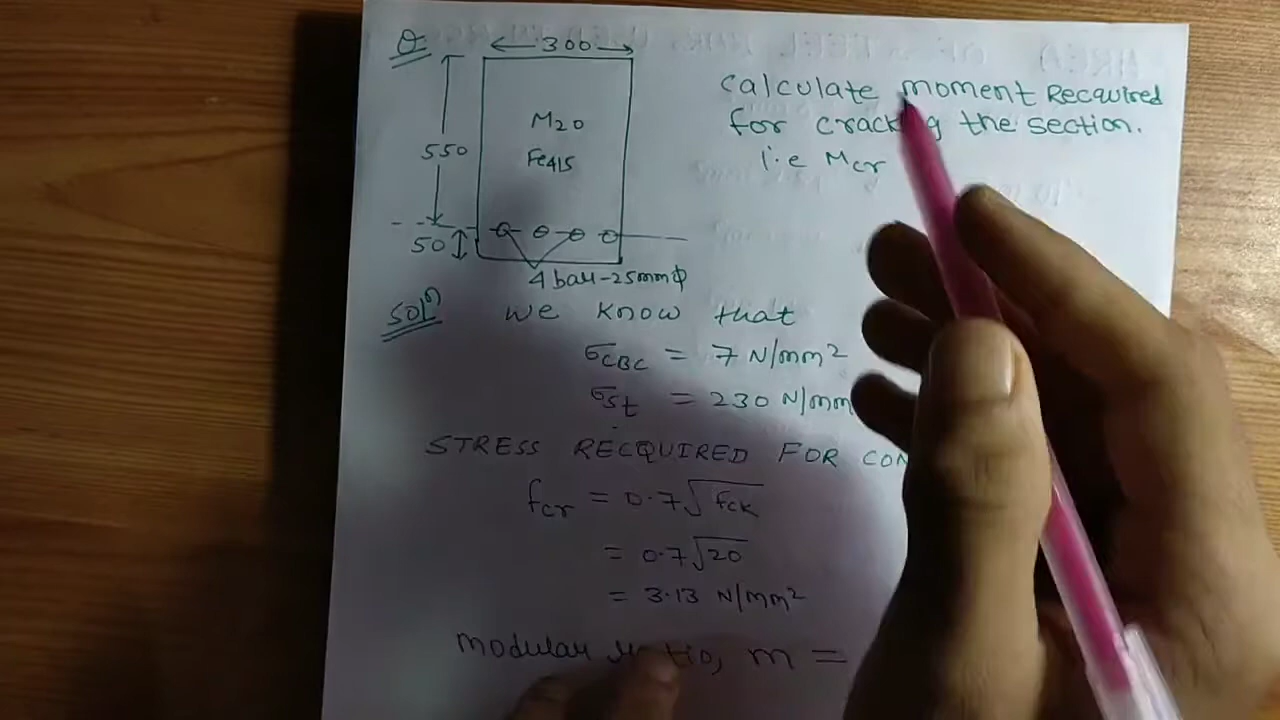 Q
300
M20
Fe415
550
50
4 bar-25mmϕ
Calculate moment Recquired
for cracking the section.
i.e Mcr
Solⁿ we know that
σCBC = 7 N/mm²
σSt = 230 N/mm
STRESS RECQUIRED FOR CON
fcr = 0.7√fck
= 0.7√20
= 3.13 N/mm²
modular ratio, m =